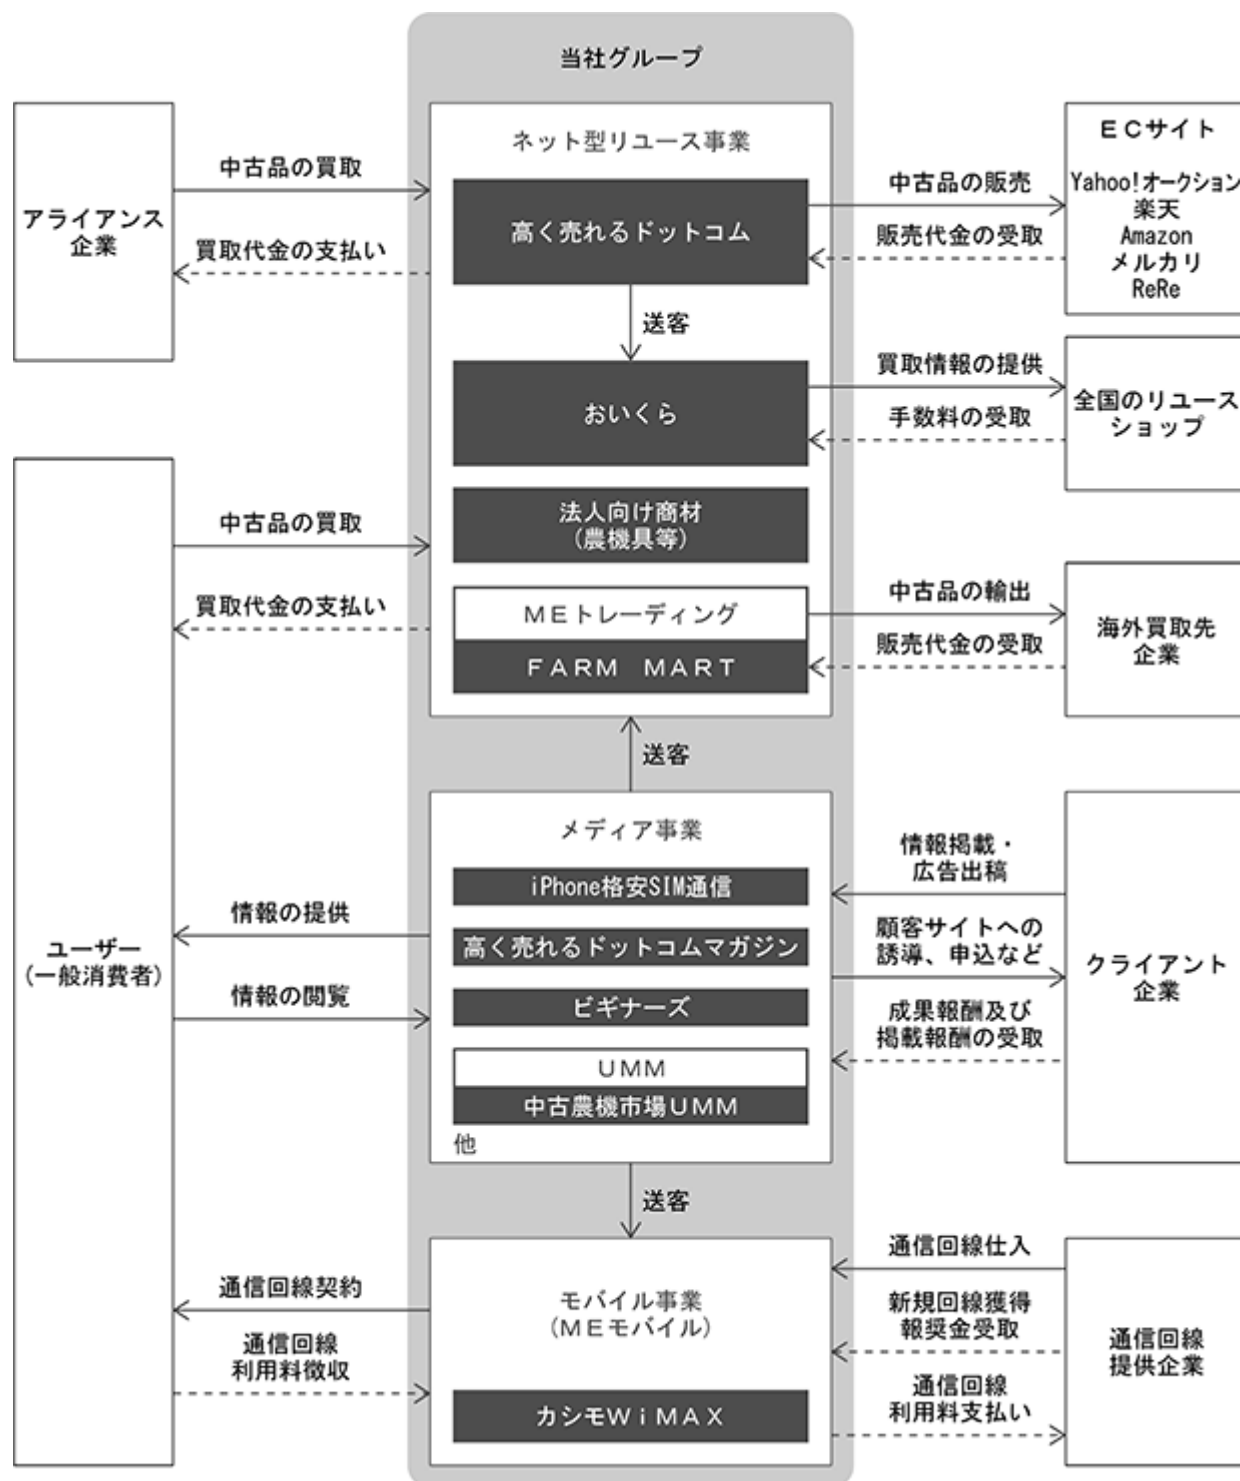 当社グループ
アライアンス
企業
中古品の買取
買取代金の支払い
ネット型リユース事業
高く売れるドットコム
送客
おいくら
法人向け商材
(農機具等)
MEトレーディング
FARM MART
中古品の販売
販売代金の受取
ECサイト
Yahoo!オークション
楽天
Amazon
メルカリ
ReRe
買取情報の提供
手数料の受取
全国のリユース
ショップ
中古品の輸出
販売代金の受取
海外買取先
企業
ユーザー
(一般消費者)
中古品の買取
買取代金の支払い
送客
メディア事業
iPhone格安SIM通信
高く売れるドットコムマガジン
ビギナーズ
UMM
中古農機市場UMM
他
情報の提供
情報の閲覧
情報掲載・
広告出稿
顧客サイトへの
誘導、申込など
成果報酬及び
掲載報酬の受取
クライアント
企業
送客
モバイル事業
(MEモバイル)
カシモWiMAX
通信回線契約
通信回線
利用料徴収
通信回線仕入
新規回線獲得
報奨金受取
通信回線
利用料支払い
通信回線
提供企業